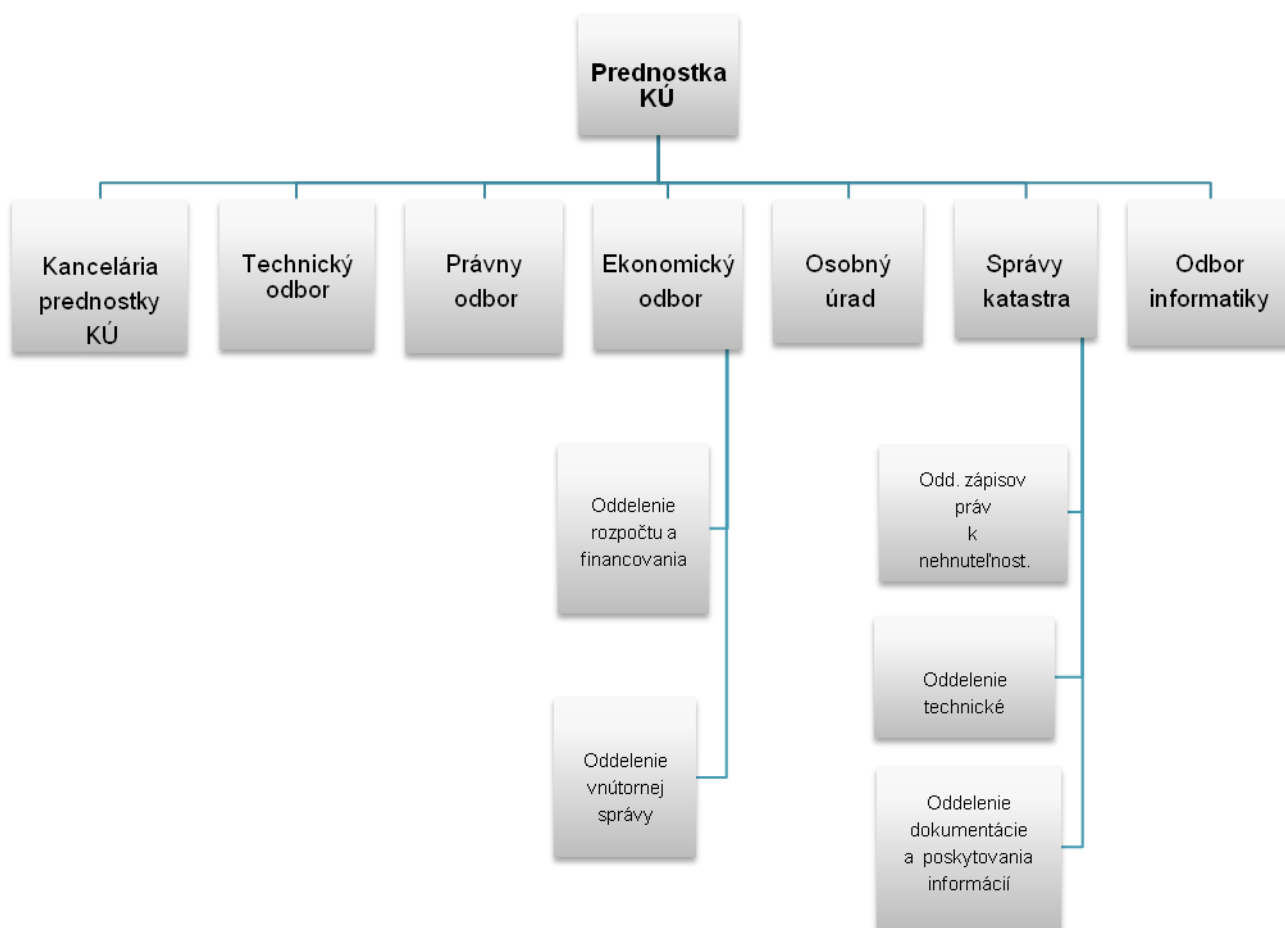 Prednostka
KÚ
Kancelária
prednostky
KÚ
Technický
odbor
Právny
odbor
Ekonomický
odbor
Osobný
úrad
Správy
katastra
Odbor
informatiky
Oddelenie
rozpočtu a
financovania
Oddelenie
vnútornej
správy
Odd. zápisov
práv
k
nehnuteľnost.
Oddelenie
technické
Oddelenie
dokumentácie
a poskytovania
informácií